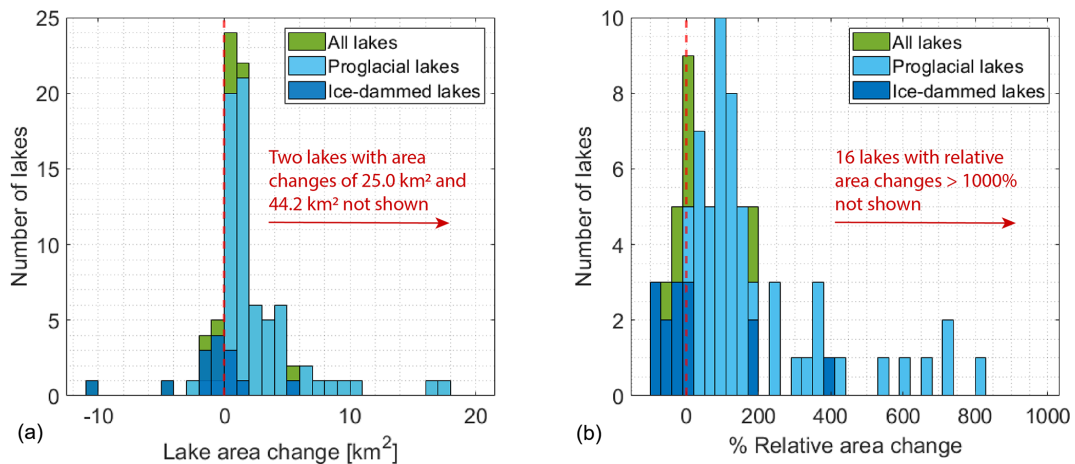 25
20
15
10
5
0
Number of lakes
All lakes
Proglacial lakes
Ice-dammed lakes
Two lakes with area
changes of 25.0 km² and
44.2 km² not shown
-10
0
10
20
Lake area change [km²]
(a)
10
8
6
4
2
0
Number of lakes
All lakes
Proglacial lakes
Ice-dammed lakes
16 lakes with relative
area changes > 1000%
not shown
0
200
400
600
800
1000
% Relative area change
(b)